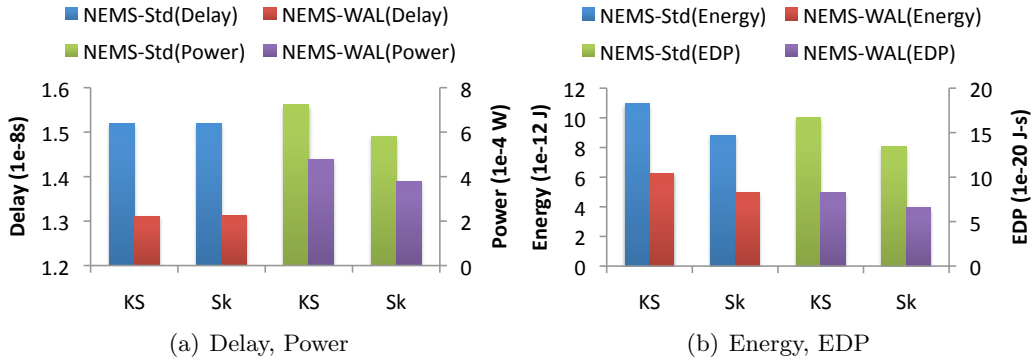 NEMS-Std(Delay) NEMS-WAL(Delay)
NEMS-Std(Power) NEMS-WAL(Power)
Delay (1e-8s)
1.6
1.5
1.4
1.3
1.2
8
6
4
2
0
Power (1e-4 W)
KS Sk KS Sk
(a) Delay, Power
NEMS-Std(Energy) NEMS-WAL(Energy)
NEMS-Std(EDP) NEMS-WAL(EDP)
Energy (1e-12 J)
12
10
8
6
4
2
0
20
15
10
5
0
EDP (1e-20 J-s)
KS Sk KS Sk
(b) Energy, EDP